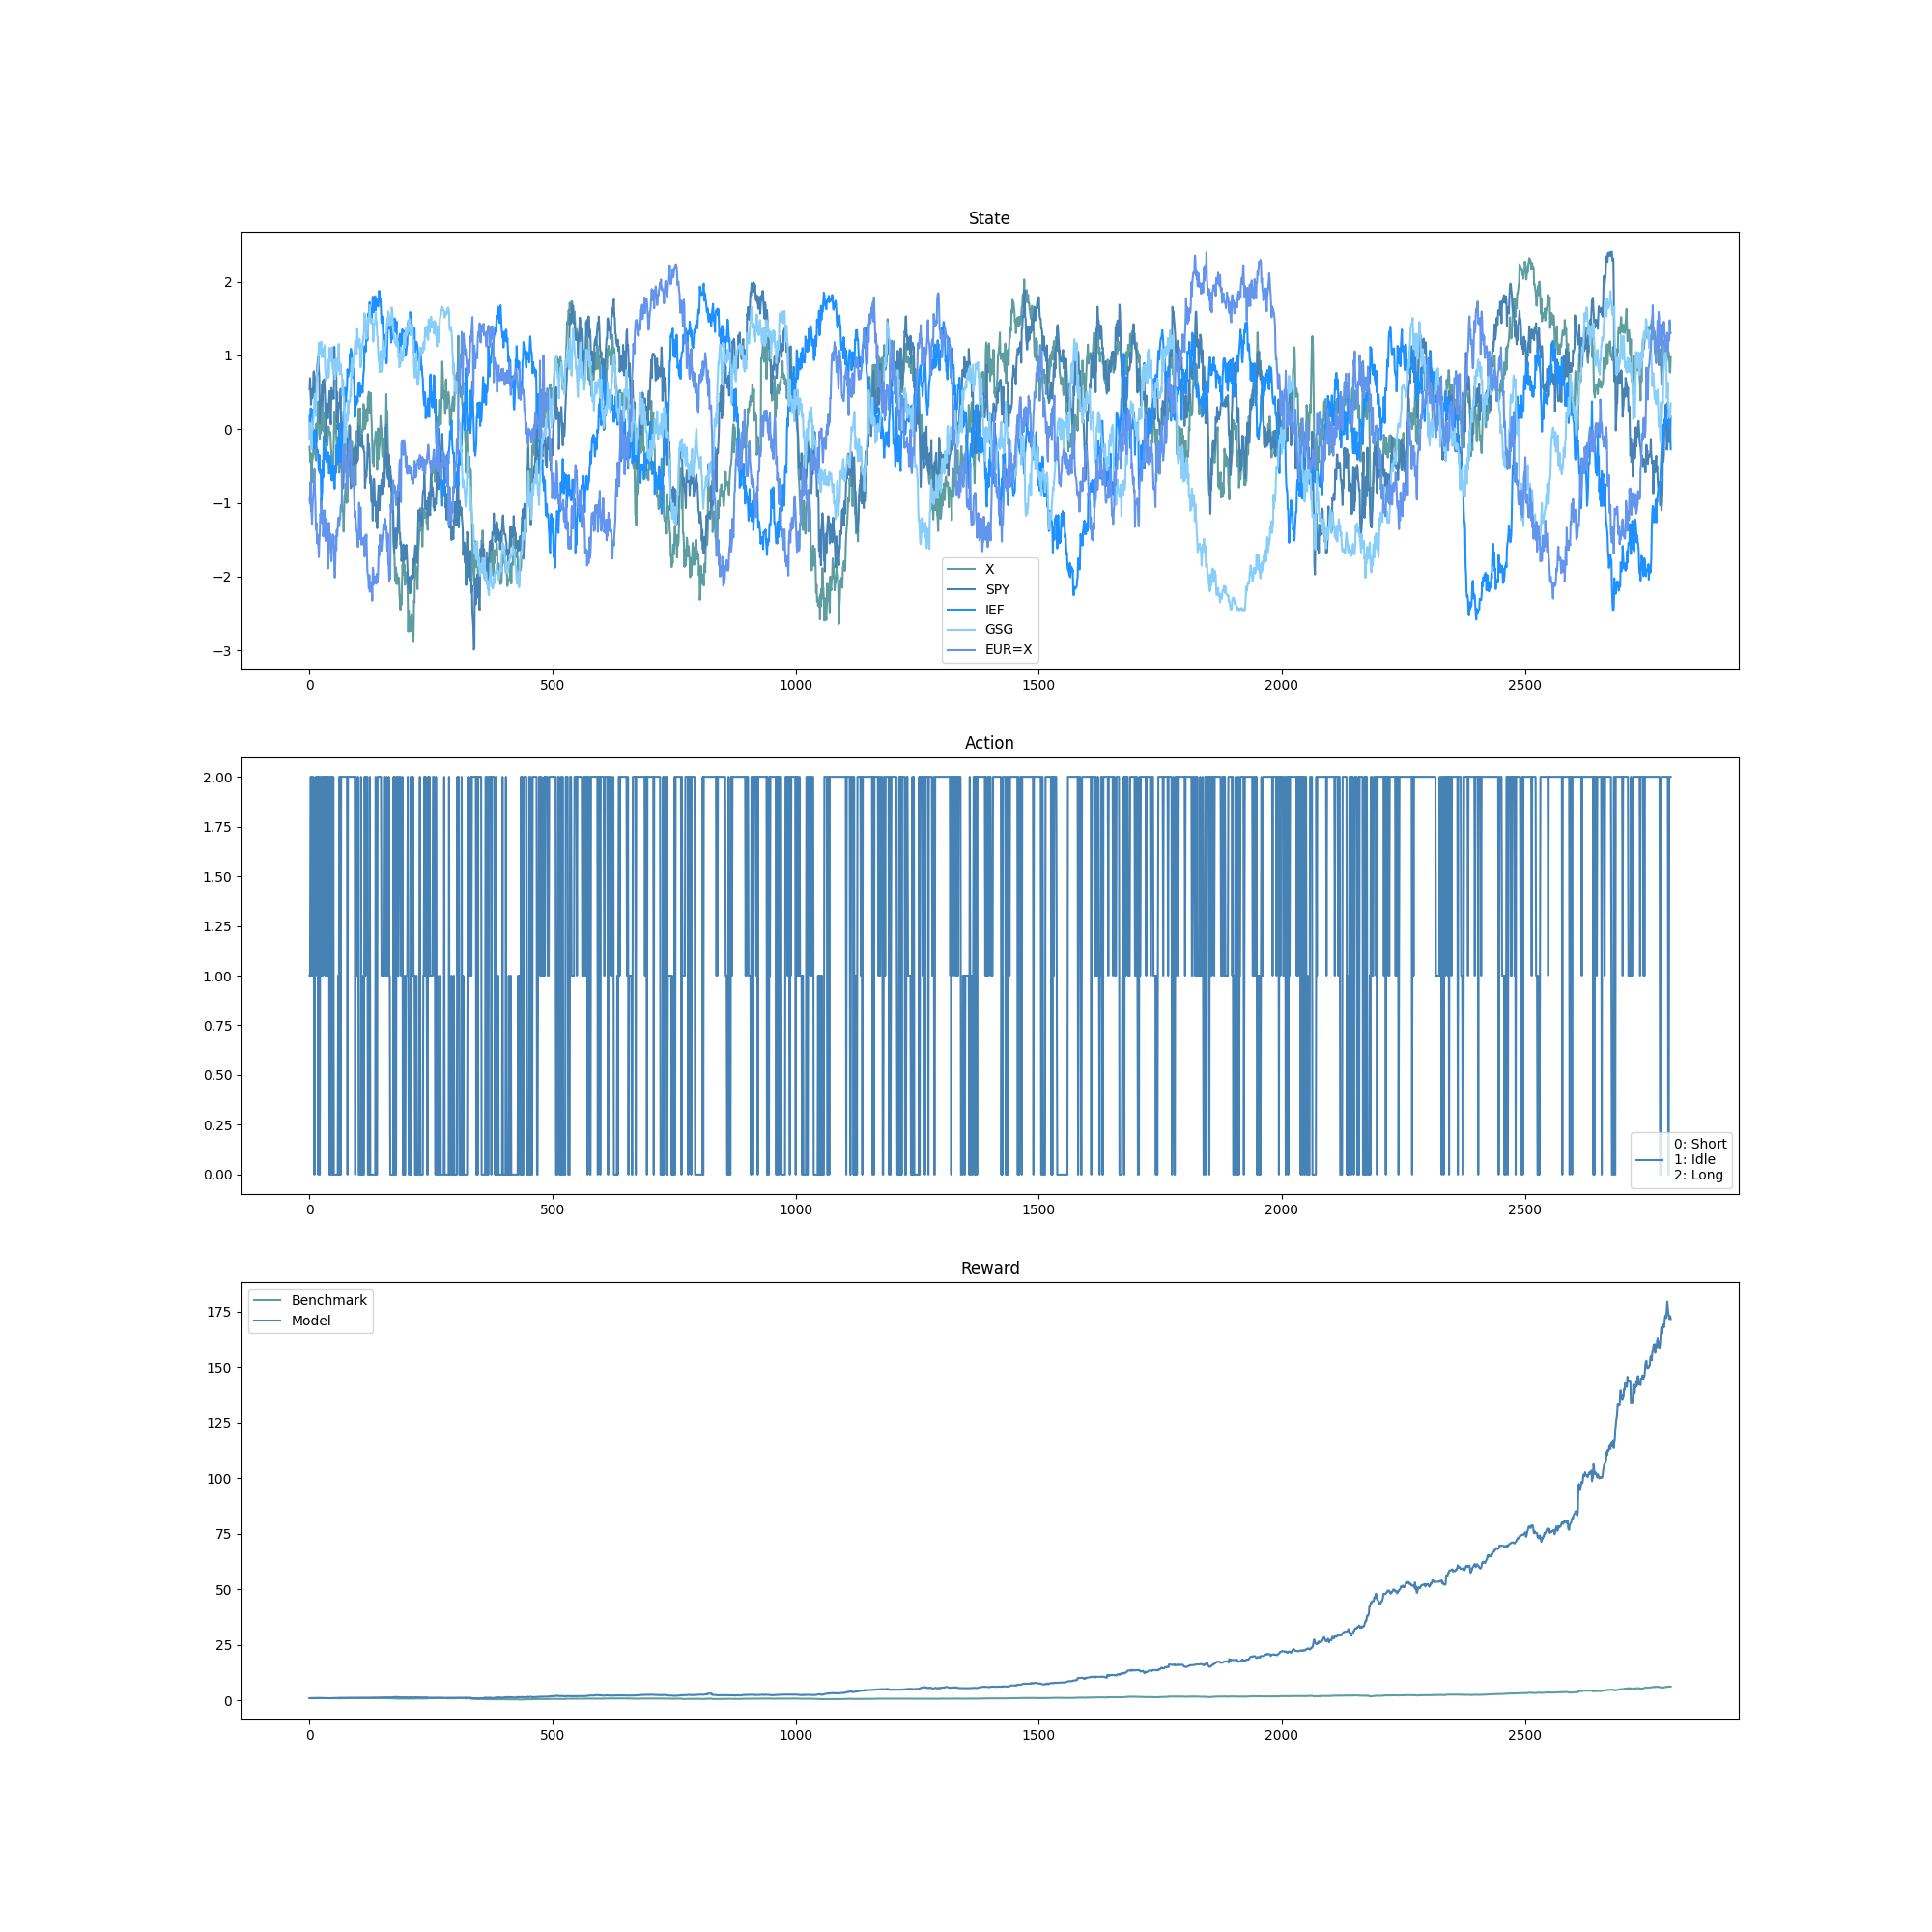 State
2
1
0
−1
−2
−3
X
SPY
IEF
GSG
EUR=X
0 500 1000 1500 2000 2500
Action
2.00
1.75
1.50
1.25
1.00
0.75
0.50
0.25
0.00
0: Short
1: Idle
2: Long
0 500 1000 1500 2000 2500
Reward
Benchmark
Model
175
150
125
100
75
50
25
0
0 500 1000 1500 2000 2500